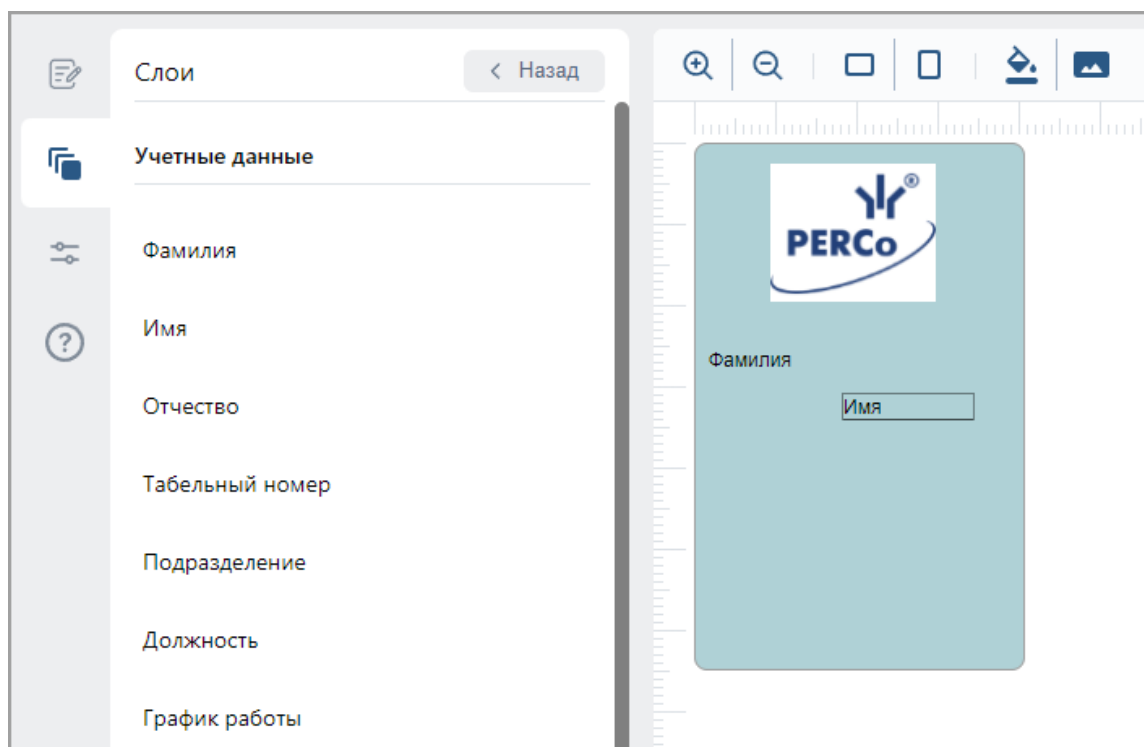 Слои
Назад
Учетные данные
Фамилия
Имя
Отчество
Табельный номер
Подразделение
Должность
График работы
PERCo®
Фамилия
Имя